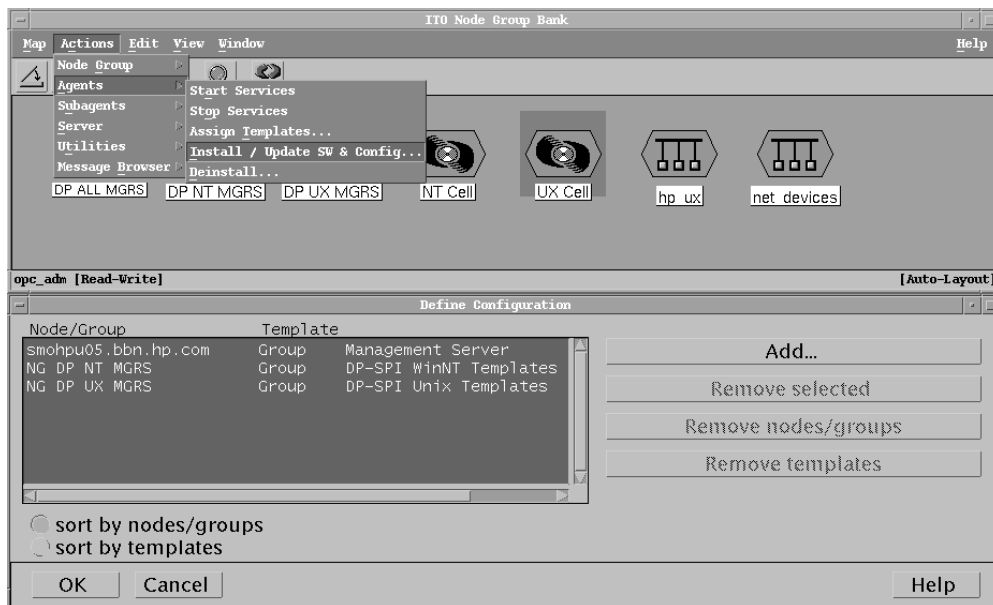 ITO Node Group Bank
Map Actions Edit View Window Help
Node Group
Agents
Subagents
Server
Utilities
Message Browser
Start Services
Stop Services
Assign Templates...
Install / Update SW & Config...
Deinstall...
DP ALL MGRS DP NT MGRS DP UX MGRS NT Cell UX Cell hp_ux net_devices
opc_adm [Read-Write] [Auto-Layout]
Define Configuration
Node/Group Template
smohpu05.bbn.hp.com Group Management Server
NG DP NT MGRS Group DP-SPI WinNT Templates
NG DP UX MGRS Group DP-SPI Unix Templates
Add...
Remove selected
Remove nodes/groups
Remove templates
sort by nodes/groups
sort by templates
OK Cancel Help